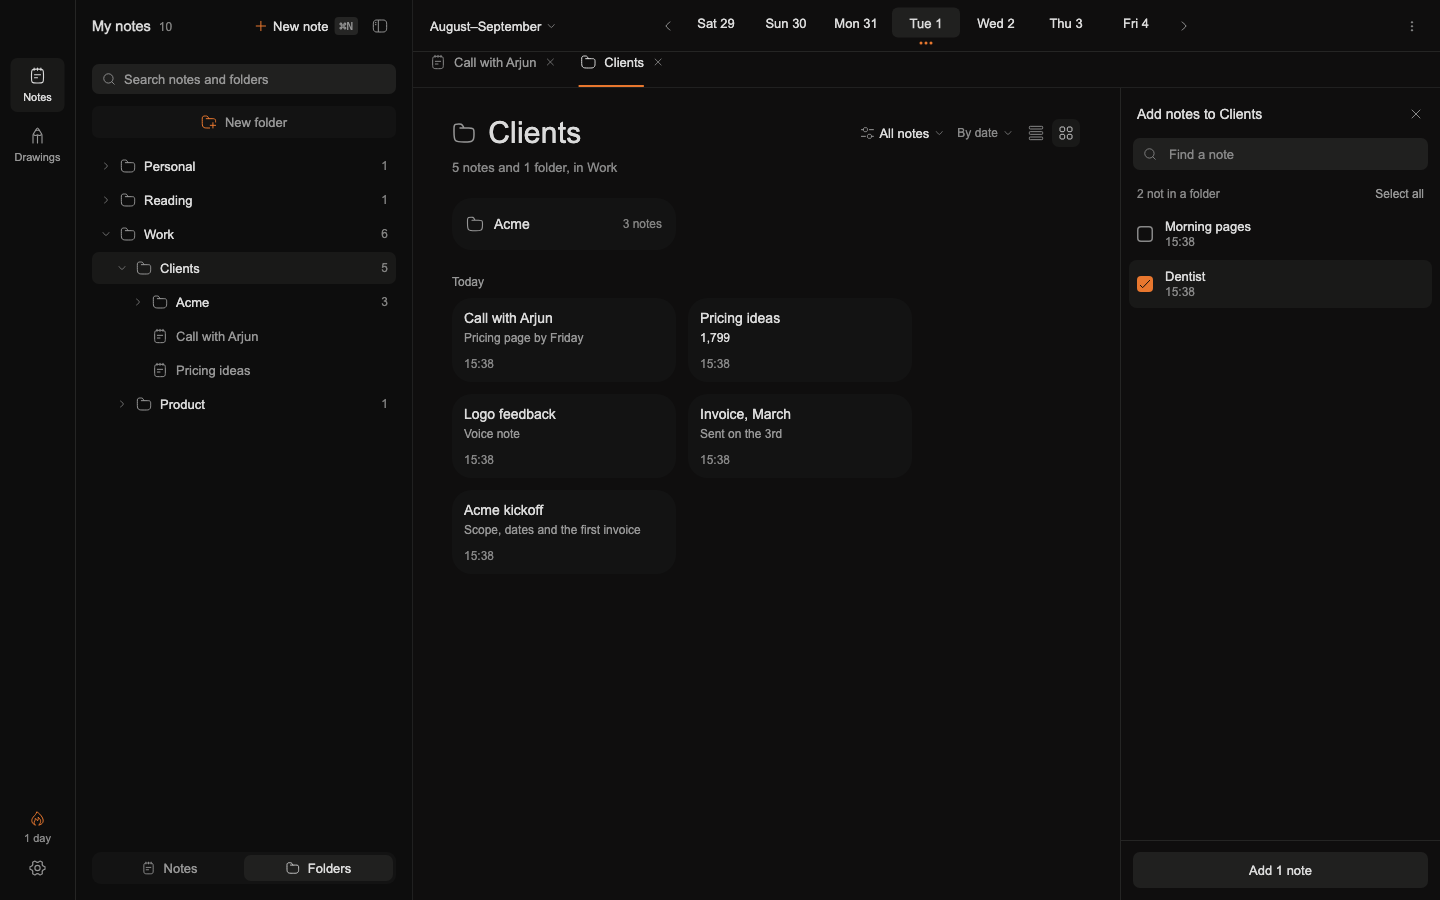 My notes 10
New note ⌘N
Notes
Drawings
Search notes and folders
New folder
Personal 1
Reading 1
Work 6
Clients 5
Acme 3
Call with Arjun
Pricing ideas
Product 1
1 day
Notes
Folders
August–September
Sat 29
Sun 30
Mon 31
Tue 1
Wed 2
Thu 3
Fri 4
Call with Arjun
Clients
Clients
All notes
By date
5 notes and 1 folder, in Work
Acme 3 notes
Today
Call with Arjun
Pricing page by Friday
15:38
Pricing ideas
1,799
15:38
Logo feedback
Voice note
15:38
Invoice, March
Sent on the 3rd
15:38
Acme kickoff
Scope, dates and the first invoice
15:38
Add notes to Clients
Find a note
2 not in a folder
Select all
Morning pages
15:38
Dentist
15:38
Add 1 note